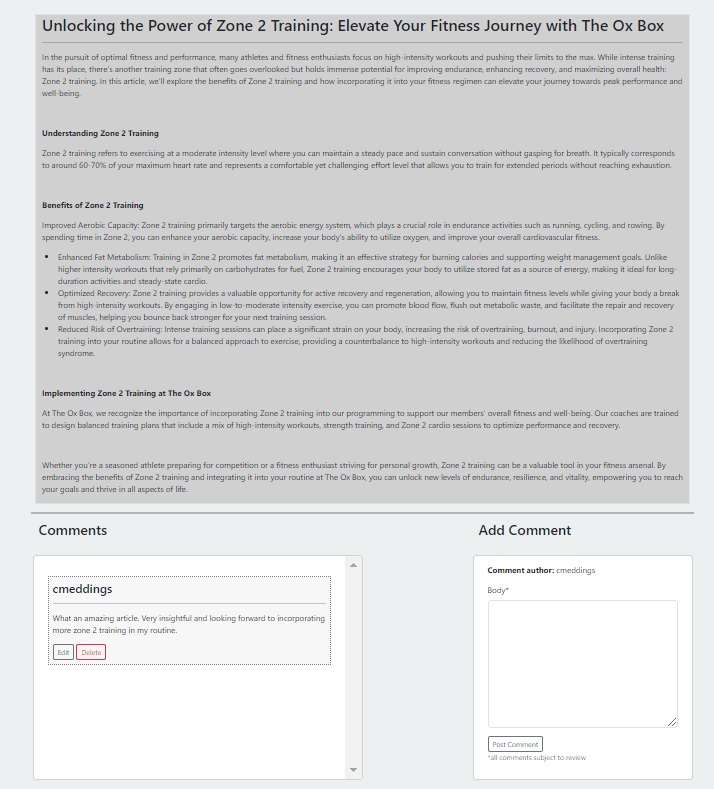 Unlocking the Power of Zone 2 Training: Elevate Your Fitness Journey with The Ox Box
In the pursuit of optimal fitness and performance, many athletes and fitness enthusiasts focus on high-intensity workouts and pushing their limits to the max. While intense training
has its place, there's another training zone that often goes overlooked but holds immense potential for improving endurance, enhancing recovery, and maximizing overall health:
Zone 2 training. In this article, we'll explore the benefits of Zone 2 training and how incorporating it into your fitness regimen can elevate your journey towards peak performance and
well-being.
Understanding Zone 2 Training
Zone 2 training refers to exercising at a moderate intensity level where you can maintain a steady pace and sustain conversation without gasping for breath. It typically corresponds
to around 60-70% of your maximum heart rate and represents a comfortable yet challenging effort level that allows you to train for extended periods without reaching exhaustion.
Benefits of Zone 2 Training
Improved Aerobic Capacity: Zone 2 training primarily targets the aerobic energy system, which plays a crucial role in endurance activities such as running, cycling, and rowing. By
spending time in Zone 2, you can enhance your aerobic capacity, increase your body's ability to utilize oxygen, and improve your overall cardiovascular fitness.
• Enhanced Fat Metabolism: Training in Zone 2 promotes fat metabolism, making it an effective strategy for burning calories and supporting weight management goals. Unlike
higher intensity workouts that rely primarily on carbohydrates for fuel, Zone 2 training encourages your body to utilize stored fat as a source of energy, making it ideal for long-
duration activities and steady-state cardio.
• Optimized Recovery: Zone 2 training provides a valuable opportunity for active recovery and regeneration, allowing you to maintain fitness levels while giving your body a break
from high-intensity workouts. By engaging in low-to-moderate intensity exercise, you can promote blood flow, flush out metabolic waste, and facilitate the repair and recovery
of muscles, helping you bounce back stronger for your next training session.
• Reduced Risk of Overtraining: Intense training sessions can place a significant strain on your body, increasing the risk of overtraining, burnout, and injury. Incorporating Zone 2
training into your routine allows for a balanced approach to exercise, providing a counterbalance to high-intensity workouts and reducing the likelihood of overtraining
syndrome.
Implementing Zone 2 Training at The Ox Box
At The Ox Box, we recognize the importance of incorporating Zone 2 training into our programming to support our members' overall fitness and well-being. Our coaches are trained
to design balanced training plans that include a mix of high-intensity workouts, strength training, and Zone 2 cardio sessions to optimize performance and recovery.
Whether you're a seasoned athlete preparing for competition or a fitness enthusiast striving for personal growth, Zone 2 training can be a valuable tool in your fitness arsenal. By
embracing the benefits of Zone 2 training and integrating it into your routine at The Ox Box, you can unlock new levels of endurance, resilience, and vitality, empowering you to reach
your goals and thrive in all aspects of life.
Comments
cmeddings
What an amazing article. Very insightful and looking forward to incorporating
more zone 2 training in my routine.
Edit Delete
Add Comment
Comment author: cmeddings
Body*
Post Comment
*all comments subject to review